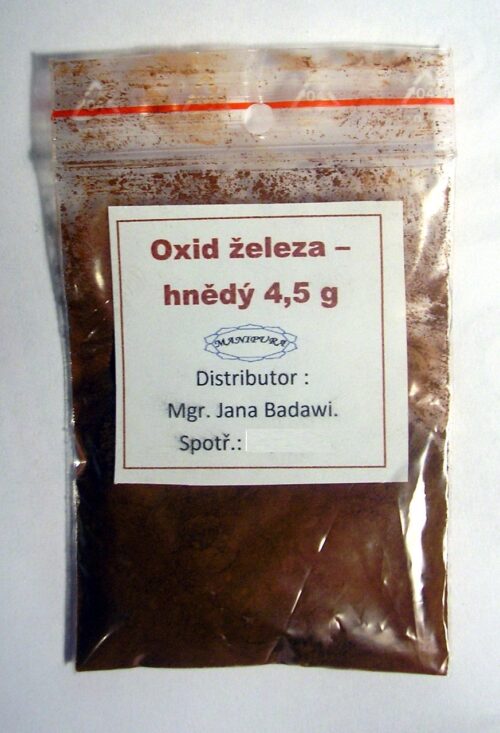 Oxid železa –
hnědý 4,5 g
MANIPURA
Distributor :
Mgr. Jana Badawi.
Spotř.: